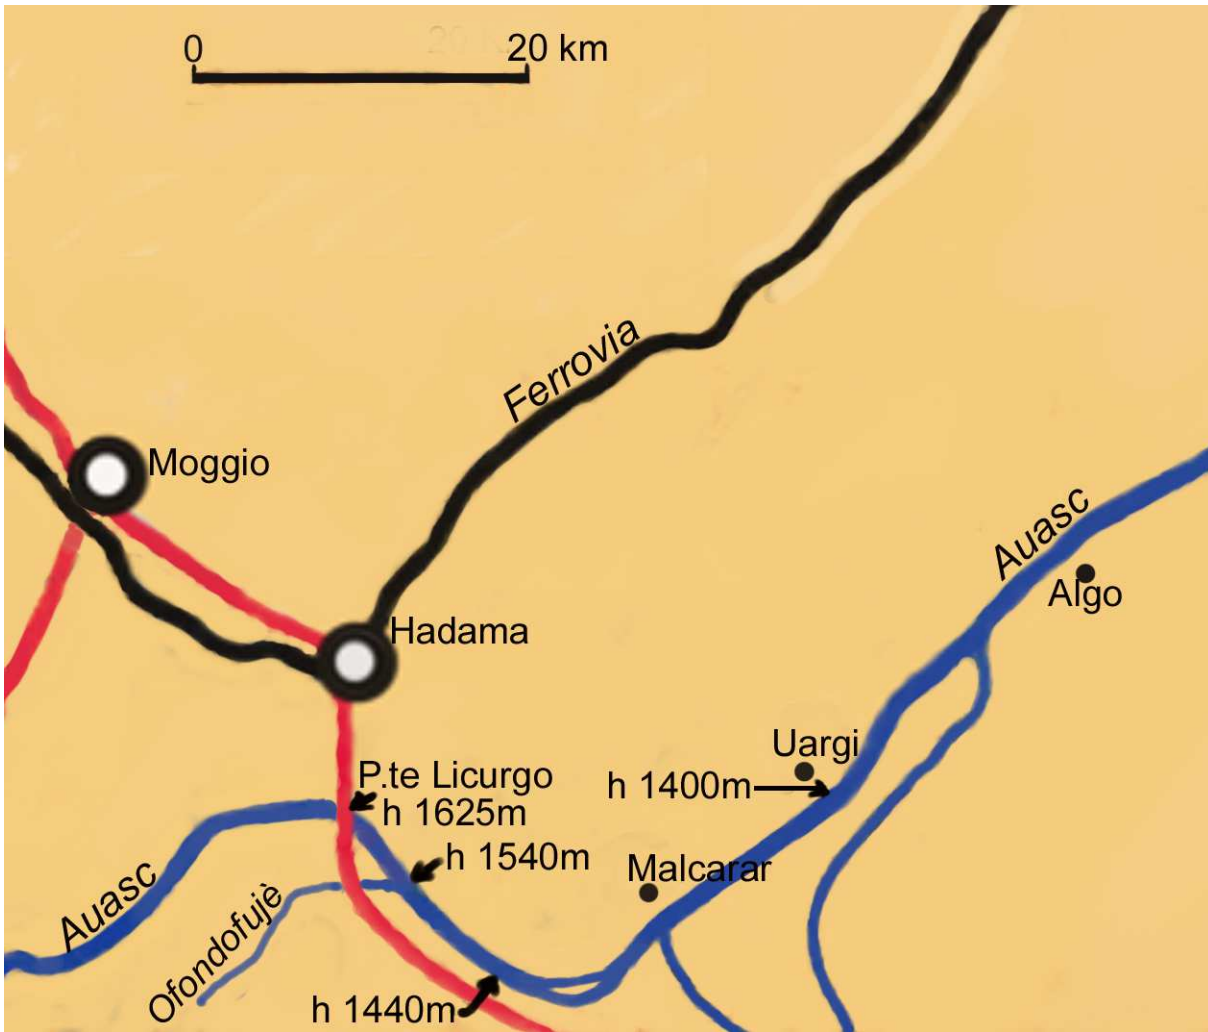 0
20 km
Ferrovia
Moggio
Auasc
Algo
Hadama
Uargi
P.te Licurgo
h 1400m
h 1625m
h 1540m
Malcarar
Auasc
Ofondofujè
h 1440m